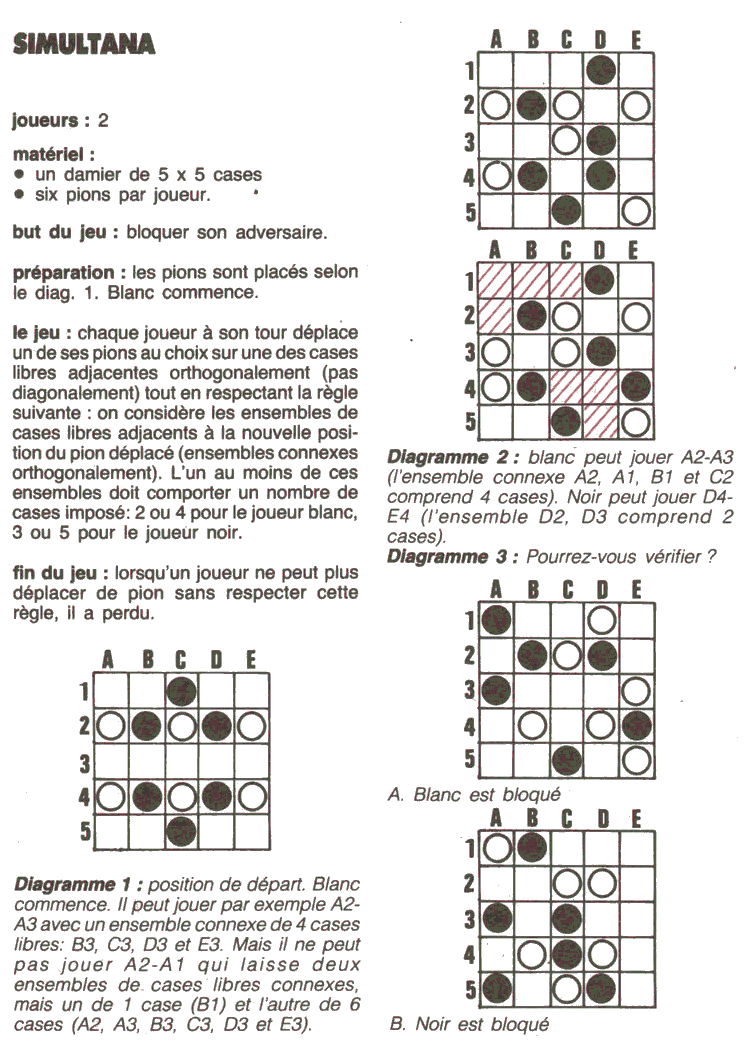 SIMULTANA
joueurs : 2
matériel :
● un damier de 5 x 5 cases
● six pions par joueur.
but du jeu : bloquer son adversaire.
préparation : les pions sont placés selon
le diag. 1. Blanc commence.
le jeu : chaque joueur à son tour déplace
un de ses pions au choix sur une des cases
libres adjacentes orthogonalement (pas
diagonalement) tout en respectant la règle
suivante : on considère les ensembles de
cases libres adjacents à la nouvelle posi-
tion du pion déplacé (ensembles connexes
orthogonalement). L'un au moins de ces
ensembles doit comporter un nombre de
cases imposé: 2 ou 4 pour le joueur blanc,
3 ou 5 pour le joueur noir.
fin du jeu : lorsqu'un joueur ne peut plus
déplacer de pion sans respecter cette
règle, il a perdu.
A B C D E
1
2
3
4
5
Diagramme 1 : position de départ. Blanc
commence. Il peut jouer par exemple A2-
A3 avec un ensemble connexe de 4 cases
libres: B3, C3, D3 et E3. Mais il ne peut
pas jouer A2-A1 qui laisse deux
ensembles de cases libres connexes,
mais un de 1 case (B1) et l'autre de 6
cases (A2, A3, B3, C3, D3 et E3).
A B C D E
1
2
3
4
5
A B C D E
1
2
3
4
5
Diagramme 2 : blanc peut jouer A2-A3
(l'ensemble connexe A2, A1, B1 et C2
comprend 4 cases). Noir peut jouer D4-
E4 (l'ensemble D2, D3 comprend 2
cases).
Diagramme 3 : Pourrez-vous vérifier ?
A B C D E
1
2
3
4
5
A. Blanc est bloqué
A B C D E
1
2
3
4
5
B. Noir est bloqué